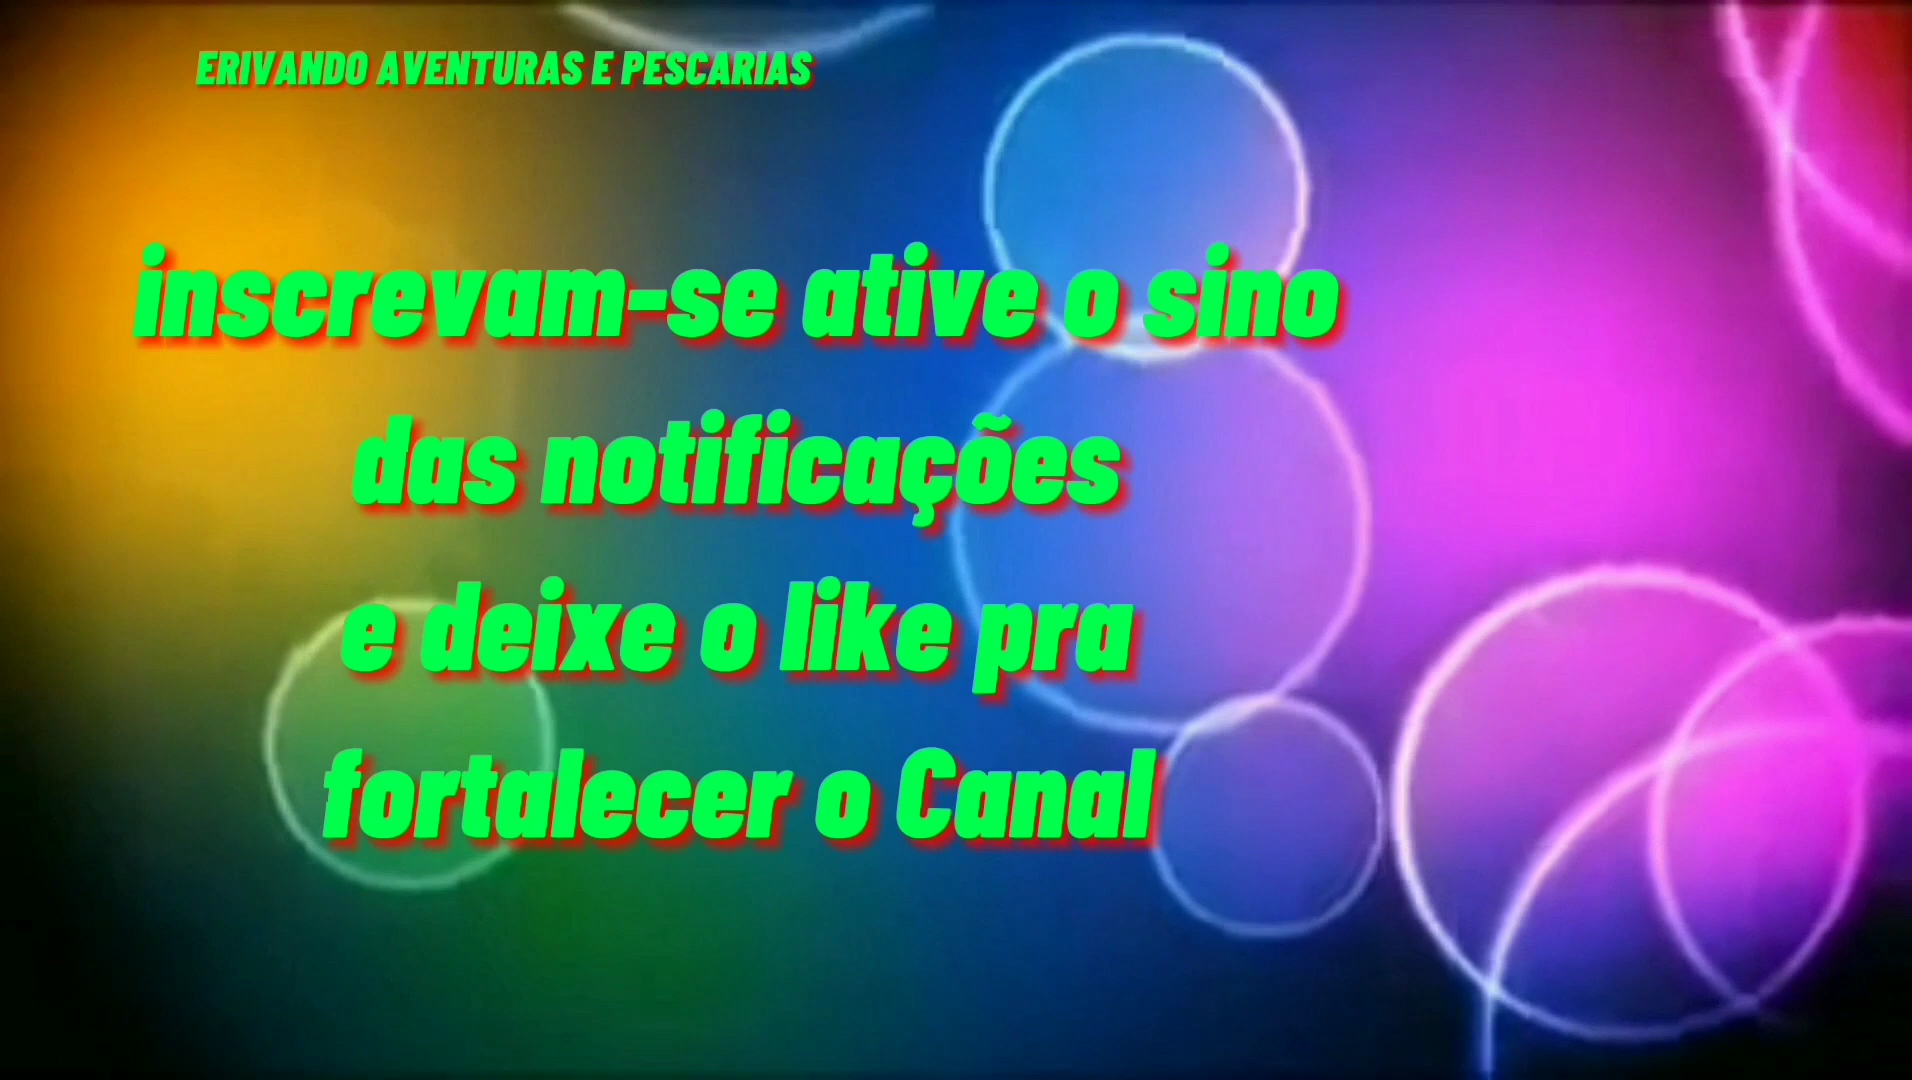 ERIVANDO AVENTURAS E PESCARIAS
inscrevam-se ative o sino
das notificações
e deixe o like pra
fortalecer o Canal